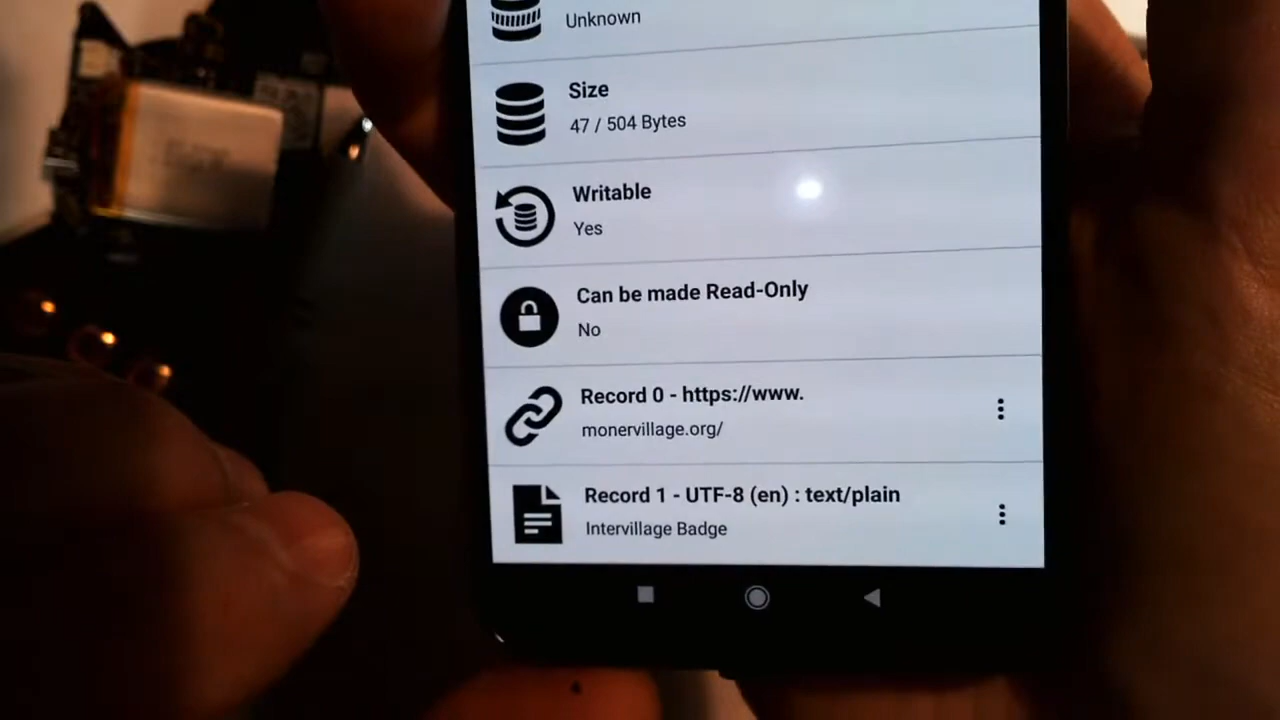 Unknown
Size
47 / 504 Bytes
Writable
Yes
Can be made Read-Only
No
Record 0 - https://www.
monervillage.org/
Record 1 - UTF-8 (en) : text/plain
Intervillage Badge